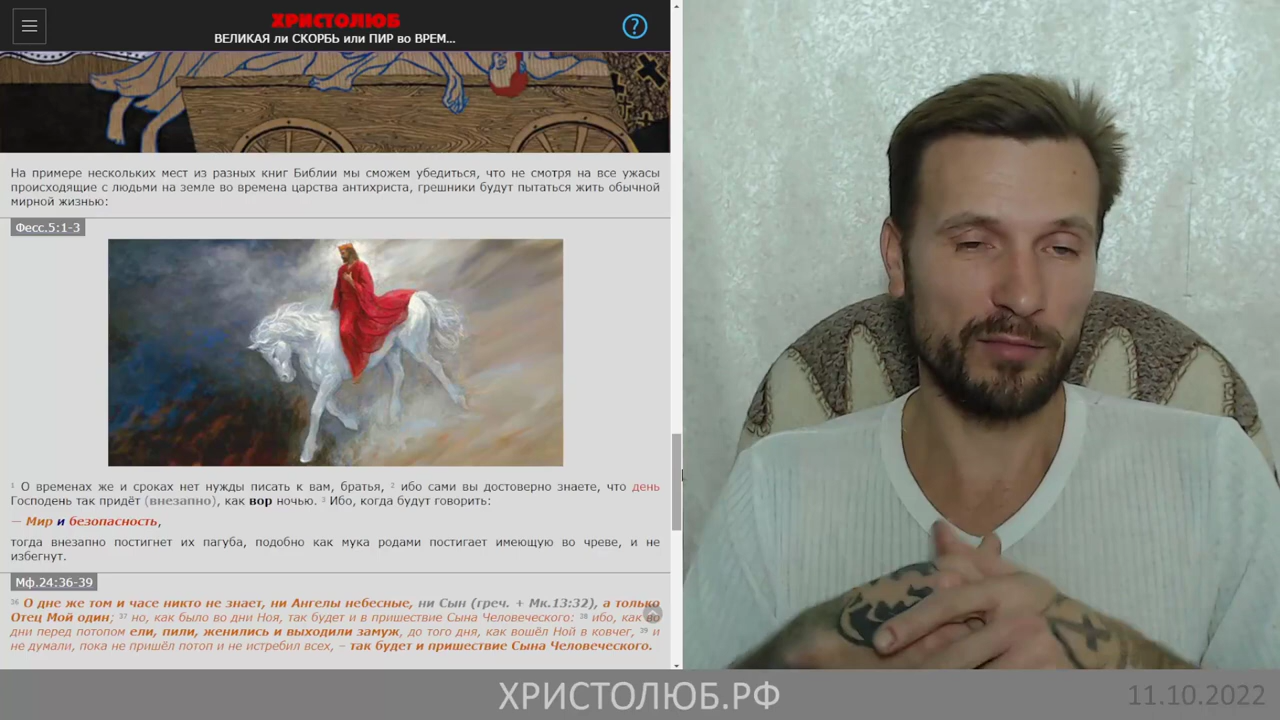 ХРИСТОЛЮБ
ВЕЛИКАЯ ли СКОРБЬ или ПИР во ВРЕМ...
?
На примере нескольких мест из разных книг Библии мы сможем убедиться, что не смотря на все ужасы
происходящие с людьми на земле во времена царства антихриста, грешники будут пытаться жить обычной
мирной жизнью:
Фесс.5:1-3
1 О временах же и сроках нет нужды писать к вам, братья, 2 ибо сами вы достоверно знаете, что день
Господень так придёт (внезапно), как вор ночью. 3 Ибо, когда будут говорить:
— Мир и безопасность,
тогда внезапно постигнет их пагуба, подобно как мука родами постигает имеющую во чреве, и не
избегнут.
Мф.24:36-39
36 О дне же том и часе никто не знает, ни Ангелы небесные, ни Сын (греч. + Мк.13:32), а только
Отец Мой один; 37 но, как было во дни Ноя, так будет и в пришествие Сына Человеческого: 38 ибо, как во
дни перед потопом ели, пили, женились и выходили замуж, до того дня, как вошёл Ной в ковчег, 39 и
не думали, пока не пришёл потоп и не истребил всех, – так будет и пришествие Сына Человеческого.
ХРИСТОЛЮБ.РФ
11.10.2022